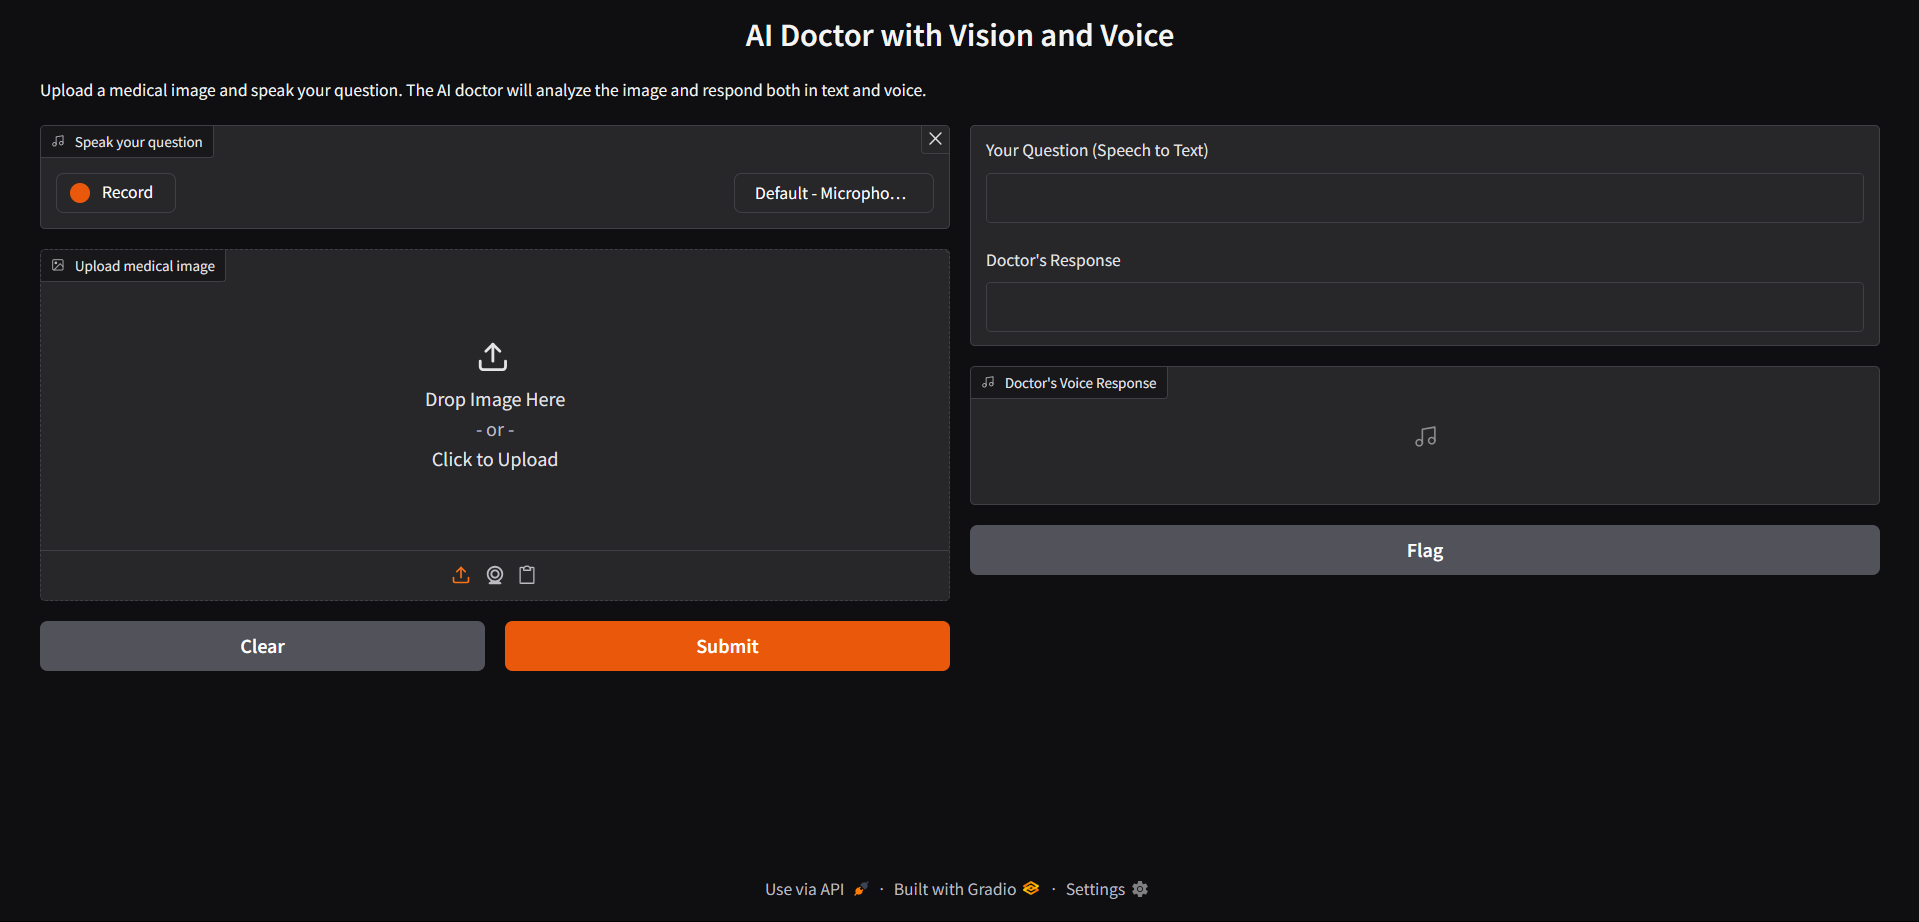 AI Doctor with Vision and Voice
Upload a medical image and speak your question. The AI doctor will analyze the image and respond both in text and voice.
Speak your question
Record
Default - Micropho...
Upload medical image
Drop Image Here
- or -
Click to Upload
Clear
Submit
Your Question (Speech to Text)
Doctor's Response
Doctor's Voice Response
Flag
Use via API · Built with Gradio · Settings